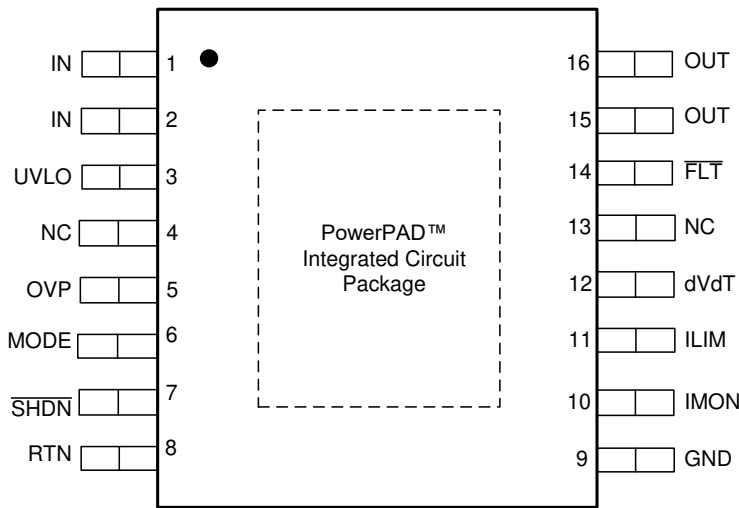 IN 1
16 OUT
IN 2
15 OUT
UVLO 3
14 FLT
NC 4
13 NC
PowerPAD™
Integrated Circuit
Package
OVP 5
12 dVdT
MODE 6
11 ILIM
SHDN 7
10 IMON
RTN 8
9 GND